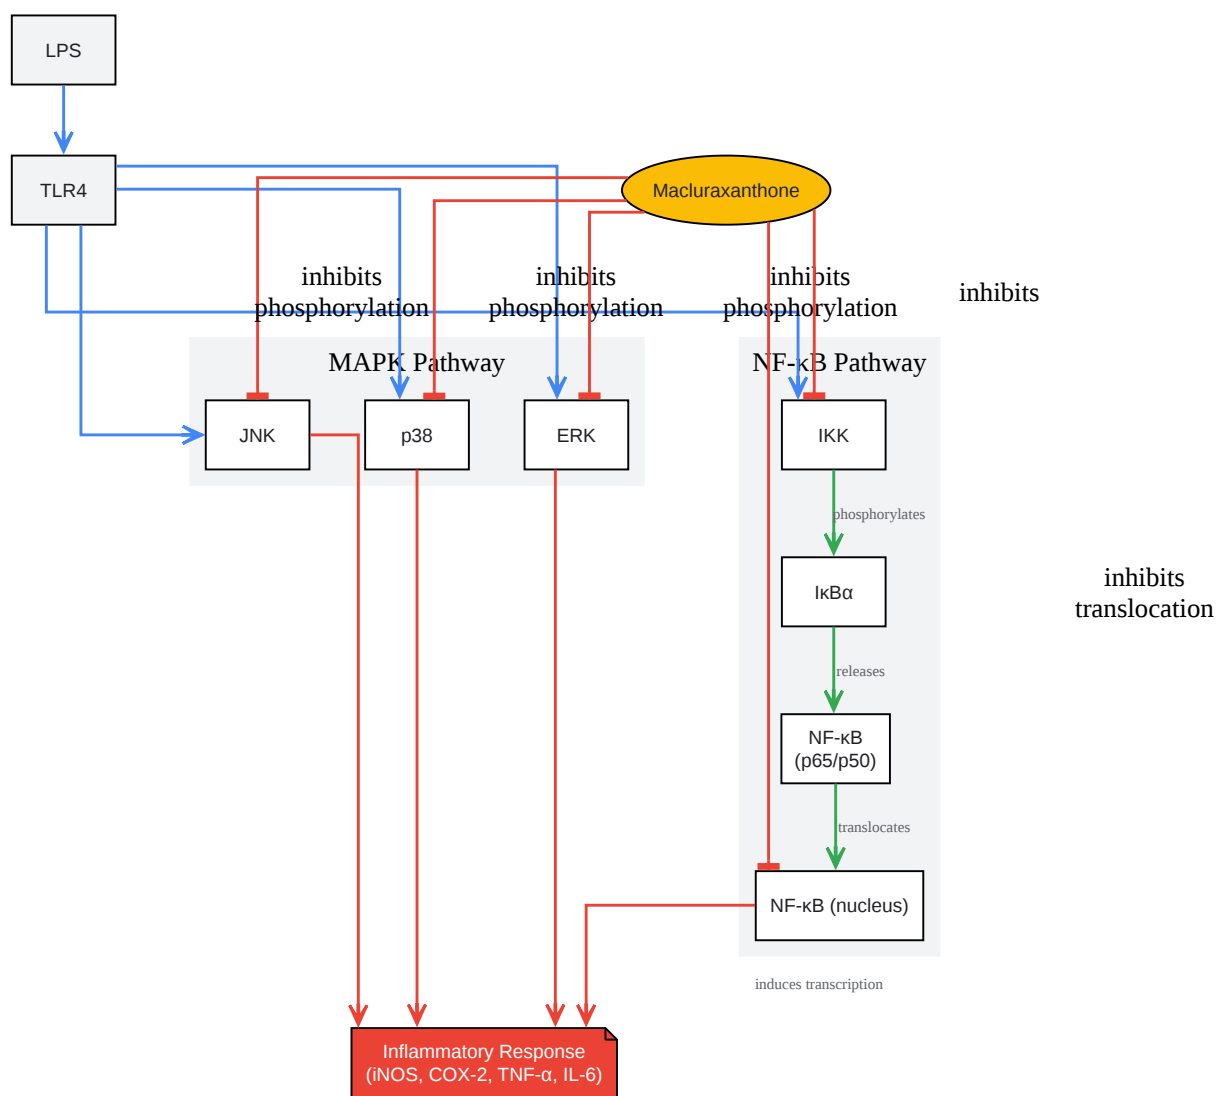 LPS
TLR4
Macluraxanthone
inhibits
phosphorylation
inhibits
phosphorylation
inhibits
phosphorylation
inhibits
MAPK Pathway
NF-κB Pathway
JNK
p38
ERK
IKK
phosphorylates
IκBα
inhibits
translocation
releases
NF-κB
(p65/p50)
translocates
NF-κB (nucleus)
induces transcription
Inflammatory Response
(iNOS, COX-2, TNF-α, IL-6)